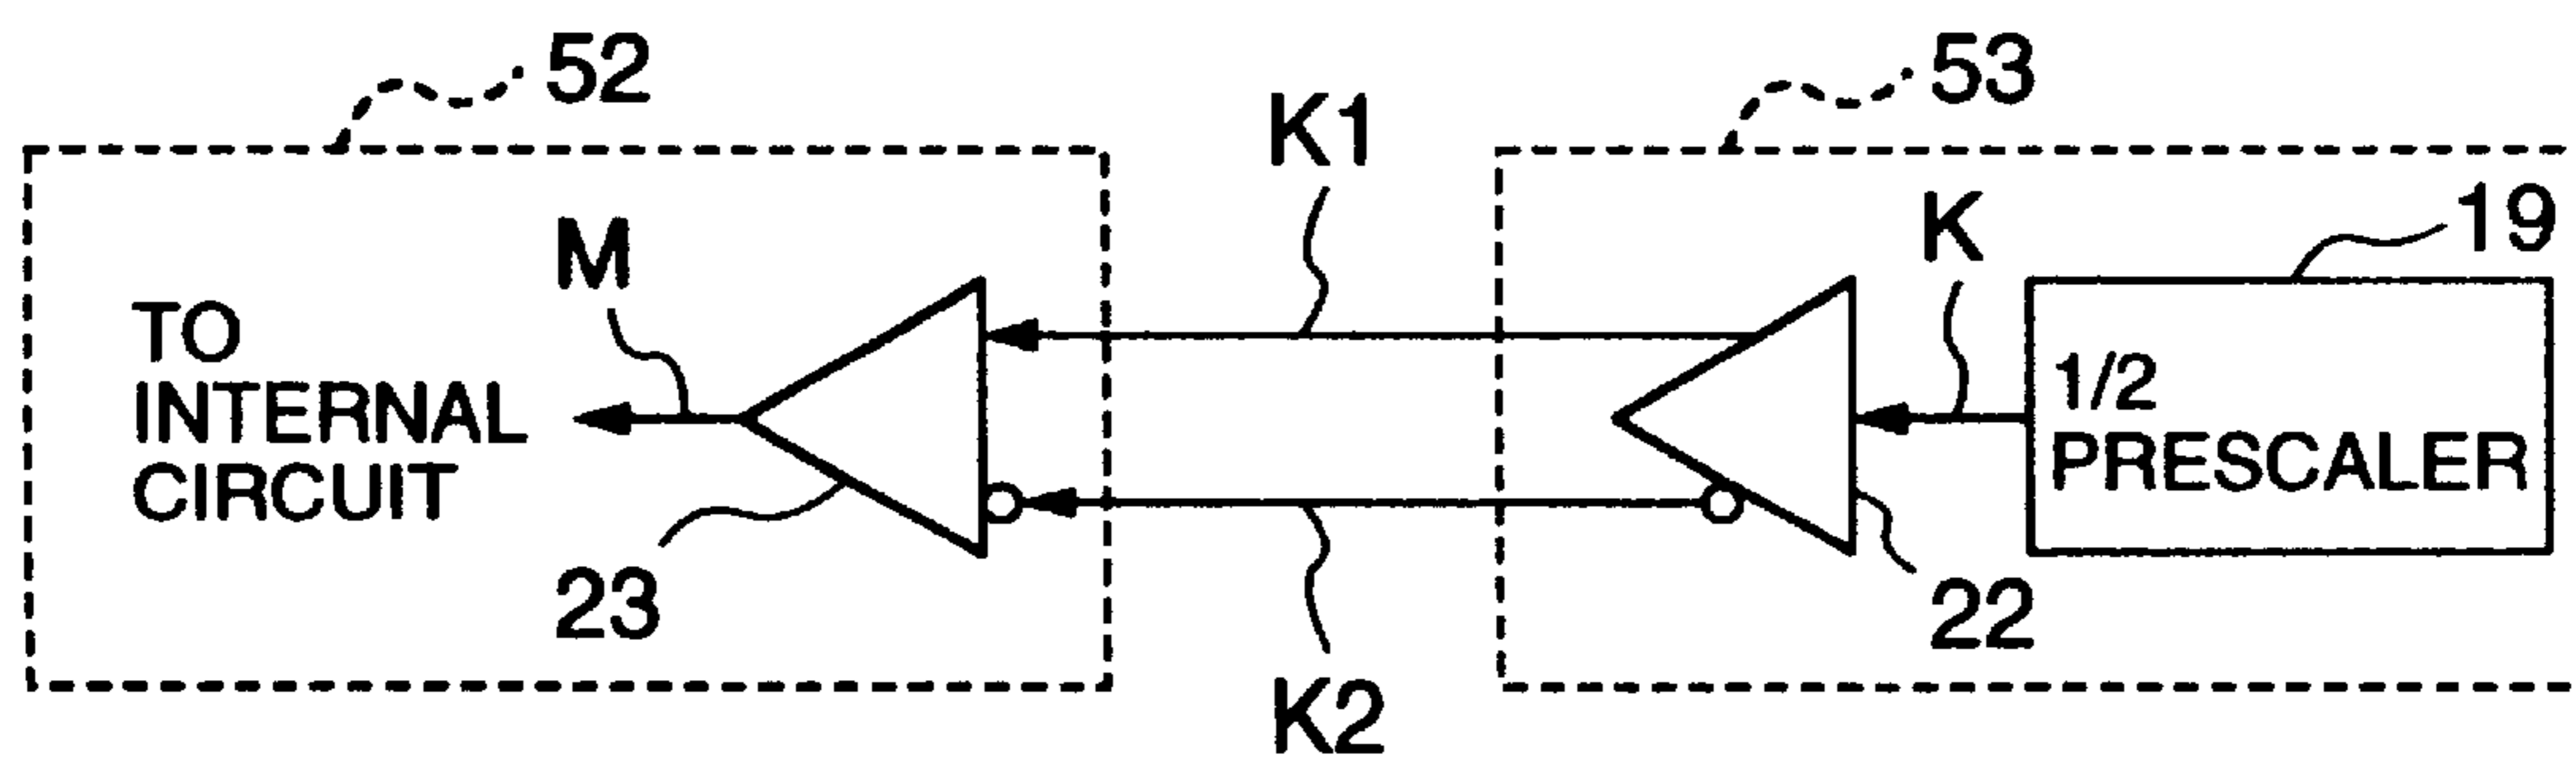 52
53
K1
K
19
M
TO
INTERNAL
CIRCUIT
1/2
PRESCALER
23
22
K2